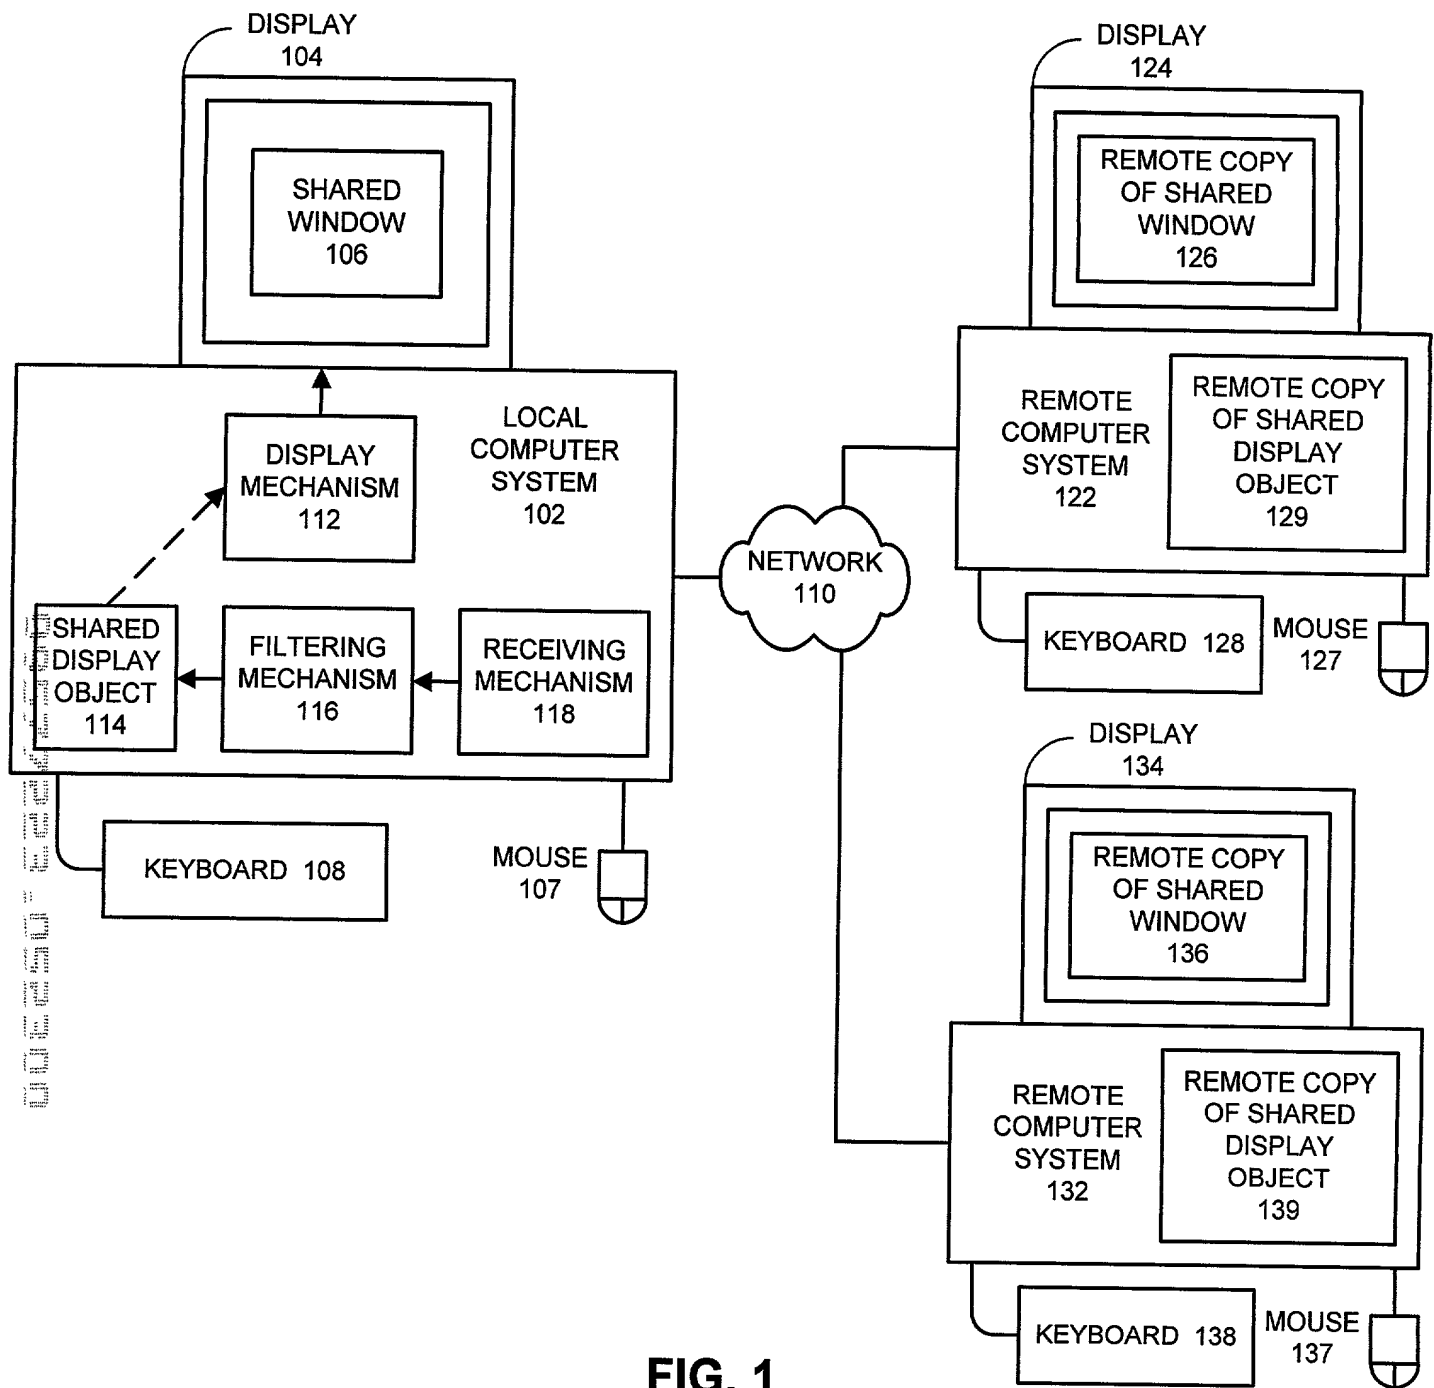 DISPLAY
104
SHARED
WINDOW
106
LOCAL
COMPUTER
SYSTEM
102
DISPLAY
MECHANISM
112
SHARED
DISPLAY
OBJECT
114
FILTERING
MECHANISM
116
RECEIVING
MECHANISM
118
KEYBOARD 108
MOUSE
107
NETWORK
110
DISPLAY
124
REMOTE COPY
OF SHARED
WINDOW
126
REMOTE
COMPUTER
SYSTEM
122
REMOTE COPY
OF SHARED
DISPLAY
OBJECT
129
KEYBOARD 128
MOUSE
127
DISPLAY
134
REMOTE COPY
OF SHARED
WINDOW
136
REMOTE
COMPUTER
SYSTEM
132
REMOTE COPY
OF SHARED
DISPLAY
OBJECT
139
KEYBOARD 138
MOUSE
137
FIG. 1